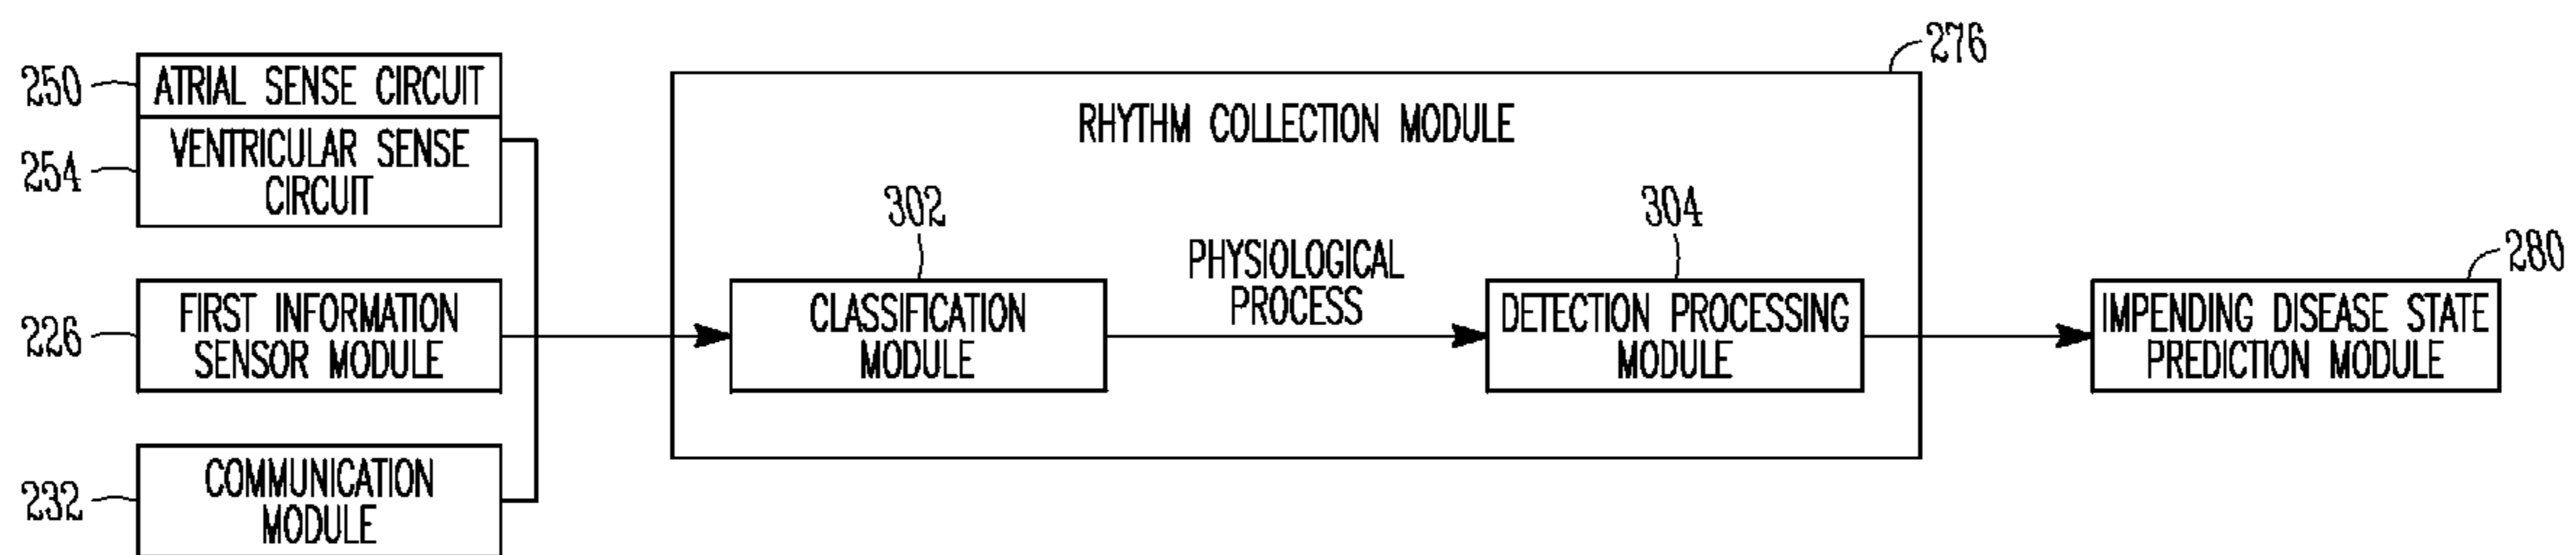 276
250
ATRIAL SENSE CIRCUIT
RHYTHM COLLECTION MODULE
254
VENTRICULAR SENSE
CIRCUIT
302
304
PHYSIOLOGICAL
PROCESS
280
226
FIRST INFORMATION
SENSOR MODULE
CLASSIFICATION
MODULE
DETECTION PROCESSING
MODULE
IMPENDING DISEASE STATE
PREDICTION MODULE
232
COMMUNICATION
MODULE